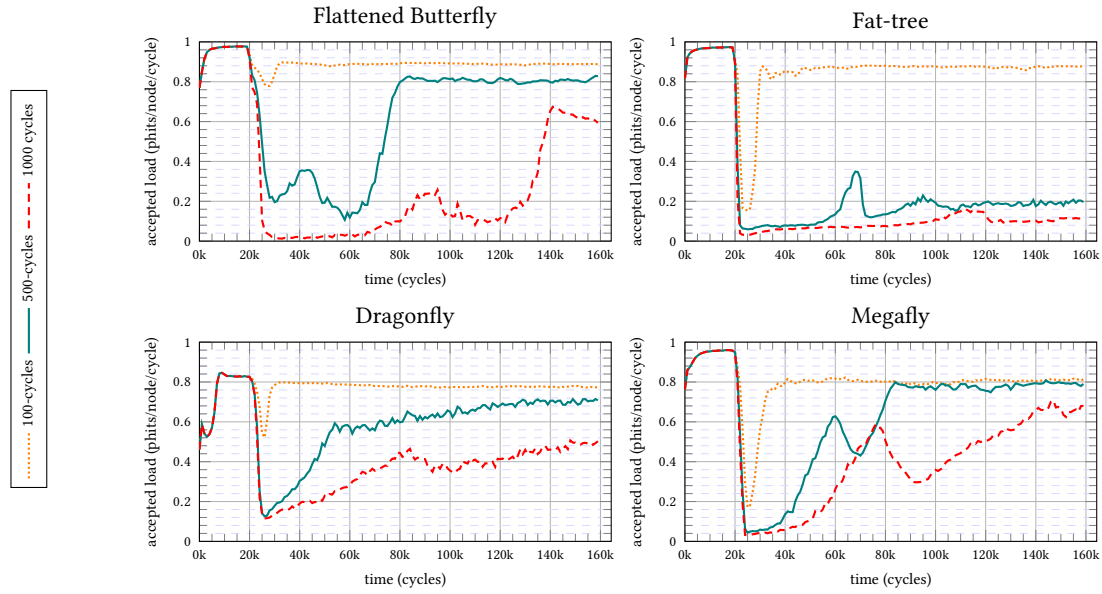 1000 cycles
500-cycles
100-cycles
Flattened Butterfly
accepted load (phits/node/cycle)
1
0.8
0.6
0.4
0.2
0
0k 20k 40k 60k 80k 100k 120k 140k 160k
time (cycles)
Fat-tree
accepted load (phits/node/cycle)
1
0.8
0.6
0.4
0.2
0
0k 20k 40k 60k 80k 100k 120k 140k 160k
time (cycles)
Dragonfly
accepted load (phits/node/cycle)
1
0.8
0.6
0.4
0.2
0
0k 20k 40k 60k 80k 100k 120k 140k 160k
time (cycles)
Megafly
accepted load (phits/node/cycle)
1
0.8
0.6
0.4
0.2
0
0k 20k 40k 60k 80k 100k 120k 140k 160k
time (cycles)